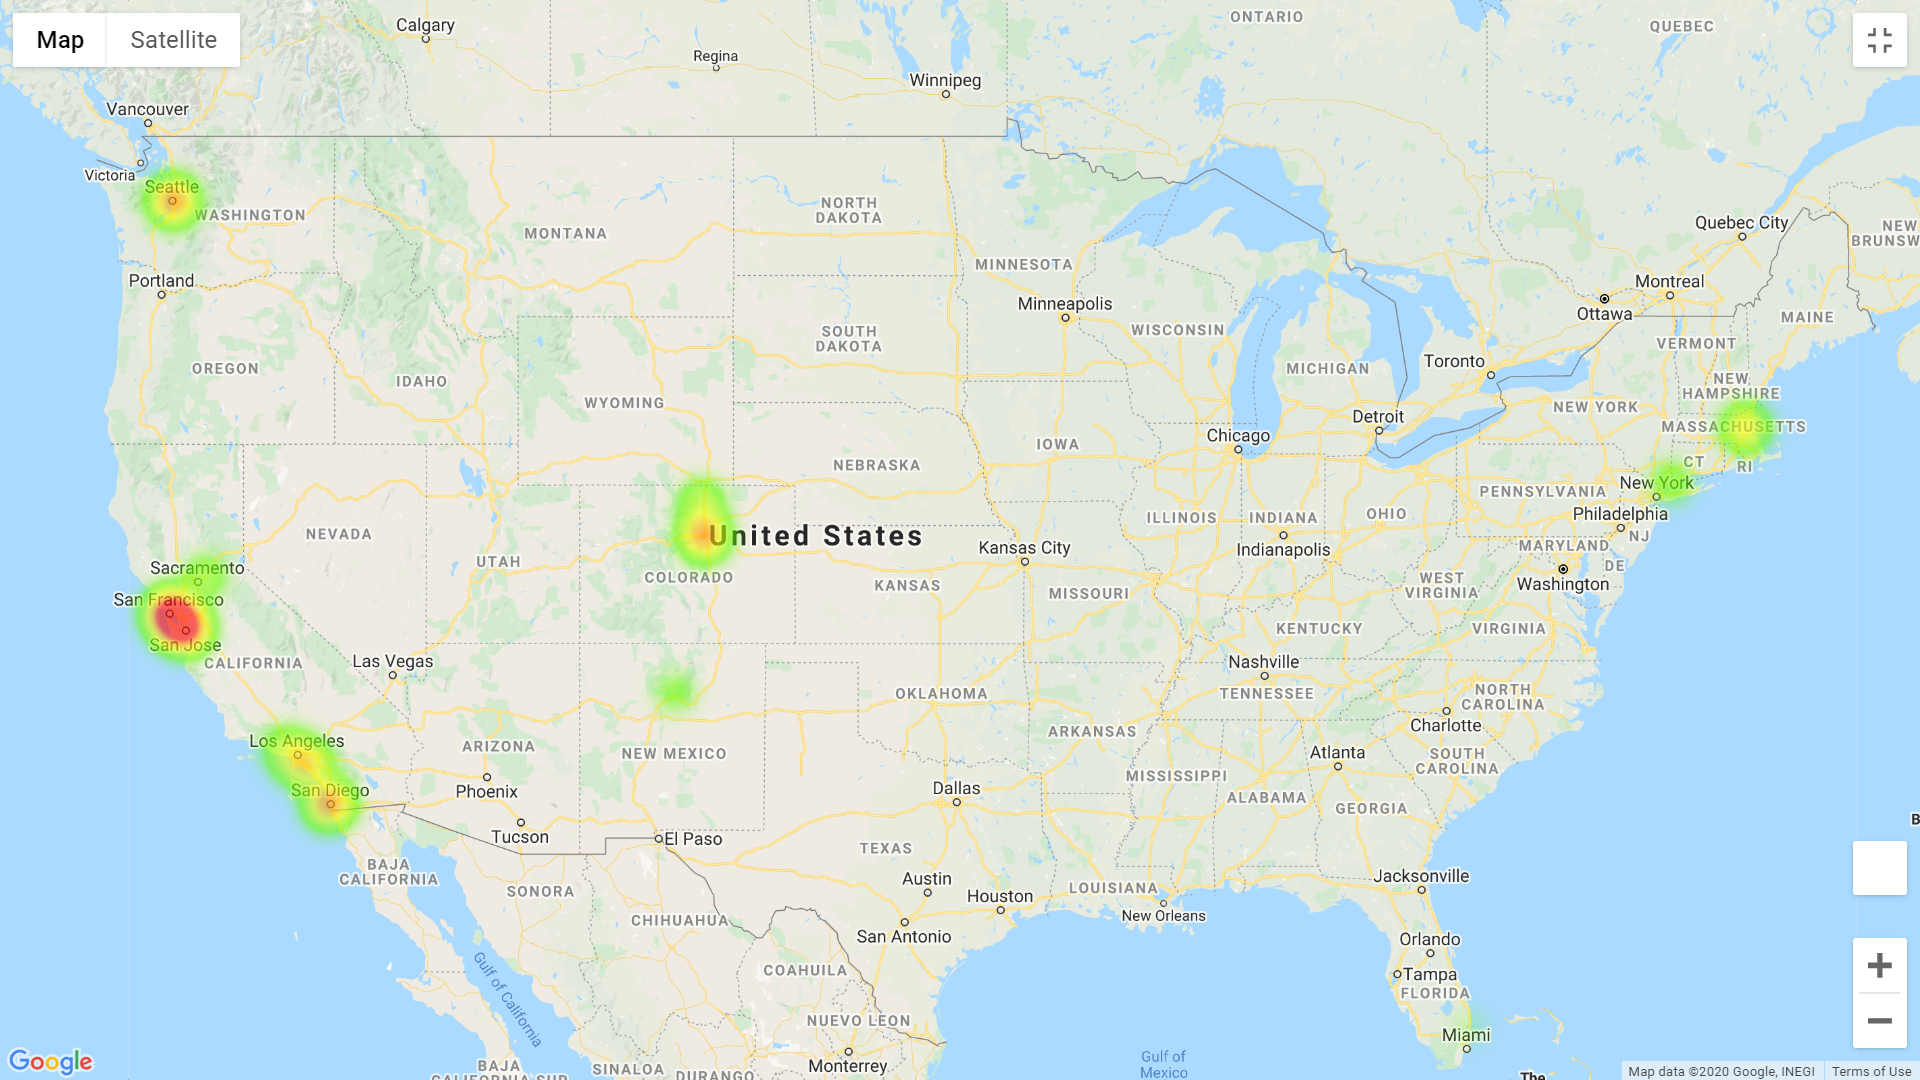 Map
Satellite
Calgary
Regina
Winnipeg
ONTARIO
QUEBEC
Vancouver
Victoria
Seattle
WASHINGTON
MONTANA
NORTH
DAKOTA
MINNESOTA
Quebec City
NEW
BRUNSW
Portland
Minneapolis
Montreal
Ottawa
MAINE
SOUTH
DAKOTA
WISCONSIN
VERMONT
OREGON
IDAHO
MICHIGAN
Toronto
NEW
HAMPSHIRE
WYOMING
NEW YORK
Detroit
MASSACHUSETTS
Chicago
IOWA
NEBRASKA
CT
RI
New York
PENNSYLVANIA
Philadelphia
NEVADA
United States
ILLINOIS
INDIANA
OHIO
NJ
UTAH
Kansas City
Indianapolis
MARYLAND
DE
Sacramento
COLORADO
KANSAS
MISSOURI
WEST
VIRGINIA
Washington
San Francisco
San Jose
CALIFORNIA
KENTUCKY
VIRGINIA
Las Vegas
Nashville
OKLAHOMA
TENNESSEE
NORTH
CAROLINA
Charlotte
Los Angeles
ARIZONA
NEW MEXICO
ARKANSAS
Atlanta
SOUTH
CAROLINA
San Diego
Phoenix
Dallas
MISSISSIPPI
ALABAMA
GEORGIA
B
Tucson
El Paso
TEXAS
BAJA
CALIFORNIA
SONORA
Austin
Houston
LOUISIANA
Jacksonville
CHIHUAHUA
New Orleans
San Antonio
Orlando
Gulf of California
COAHUILA
Tampa
FLORIDA
NUEVO LEON
Miami
Google
BAJA
CALIFORNIA SUR
SINALOA
DURANGO
Monterrey
Gulf of
Mexico
The
Map data ©2020 Google, INEGI
Terms of Use